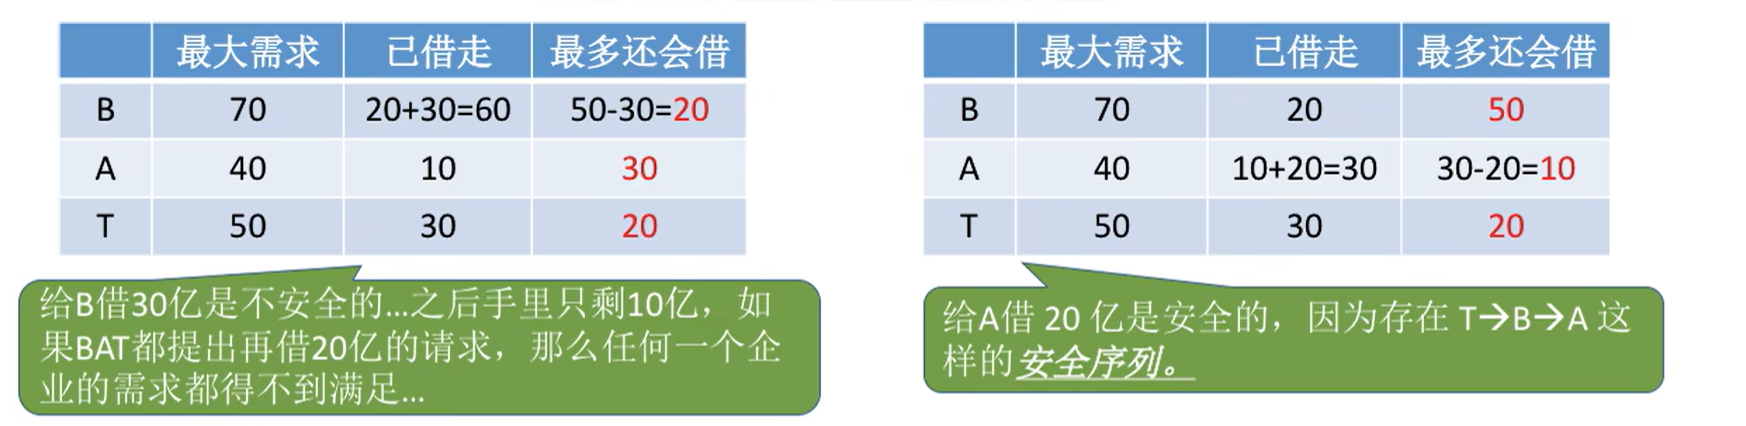 最大需求 已借走 最多还会借
B 70 20+30=60 50-30=20
A 40 10 30
T 50 30 20
给B借30亿是不安全的...之后手里只剩10亿，如
果BAT都提出再借20亿的请求，那么任何一个企
业的需求都得不到满足...
最大需求 已借走 最多还会借
B 70 20 50
A 40 10+20=30 30-20=10
T 50 30 20
给A借 20 亿是安全的，因为存在 T→B→A 这
样的安全序列。